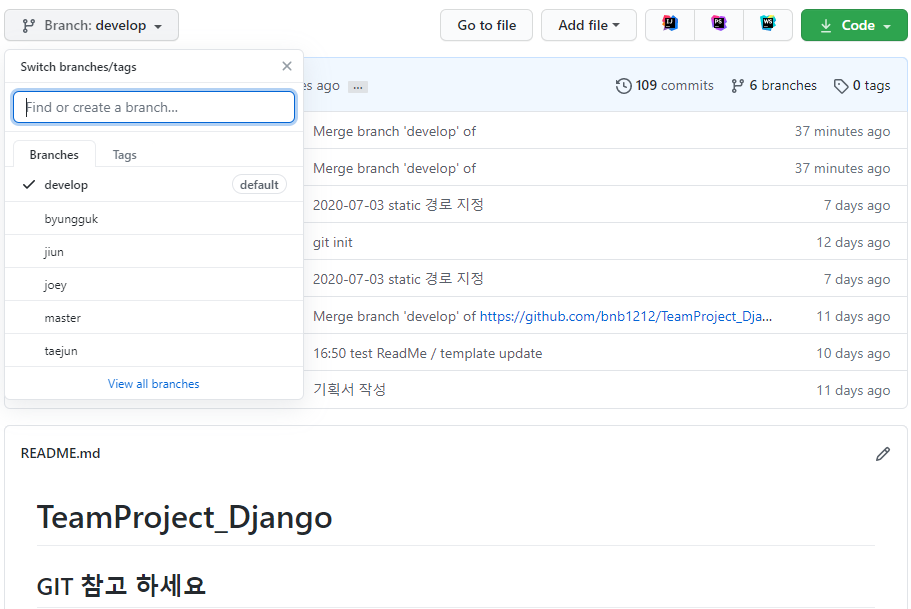 Branch: develop
Go to file
Add file
Code
Switch branches/tags
Find or create a branch...
Branches
Tags
develop
default
byungguk
jiun
joey
master
taejun
View all branches
es ago ...
109 commits
6 branches
0 tags
Merge branch 'develop' of
37 minutes ago
Merge branch 'develop' of
37 minutes ago
2020-07-03 static 경로 지정
7 days ago
git init
12 days ago
2020-07-03 static 경로 지정
7 days ago
Merge branch 'develop' of https://github.com/bnb1212/TeamProject_Dja...
11 days ago
16:50 test ReadMe / template update
10 days ago
기획서 작성
11 days ago
README.md
TeamProject_Django
GIT 참고 하세요